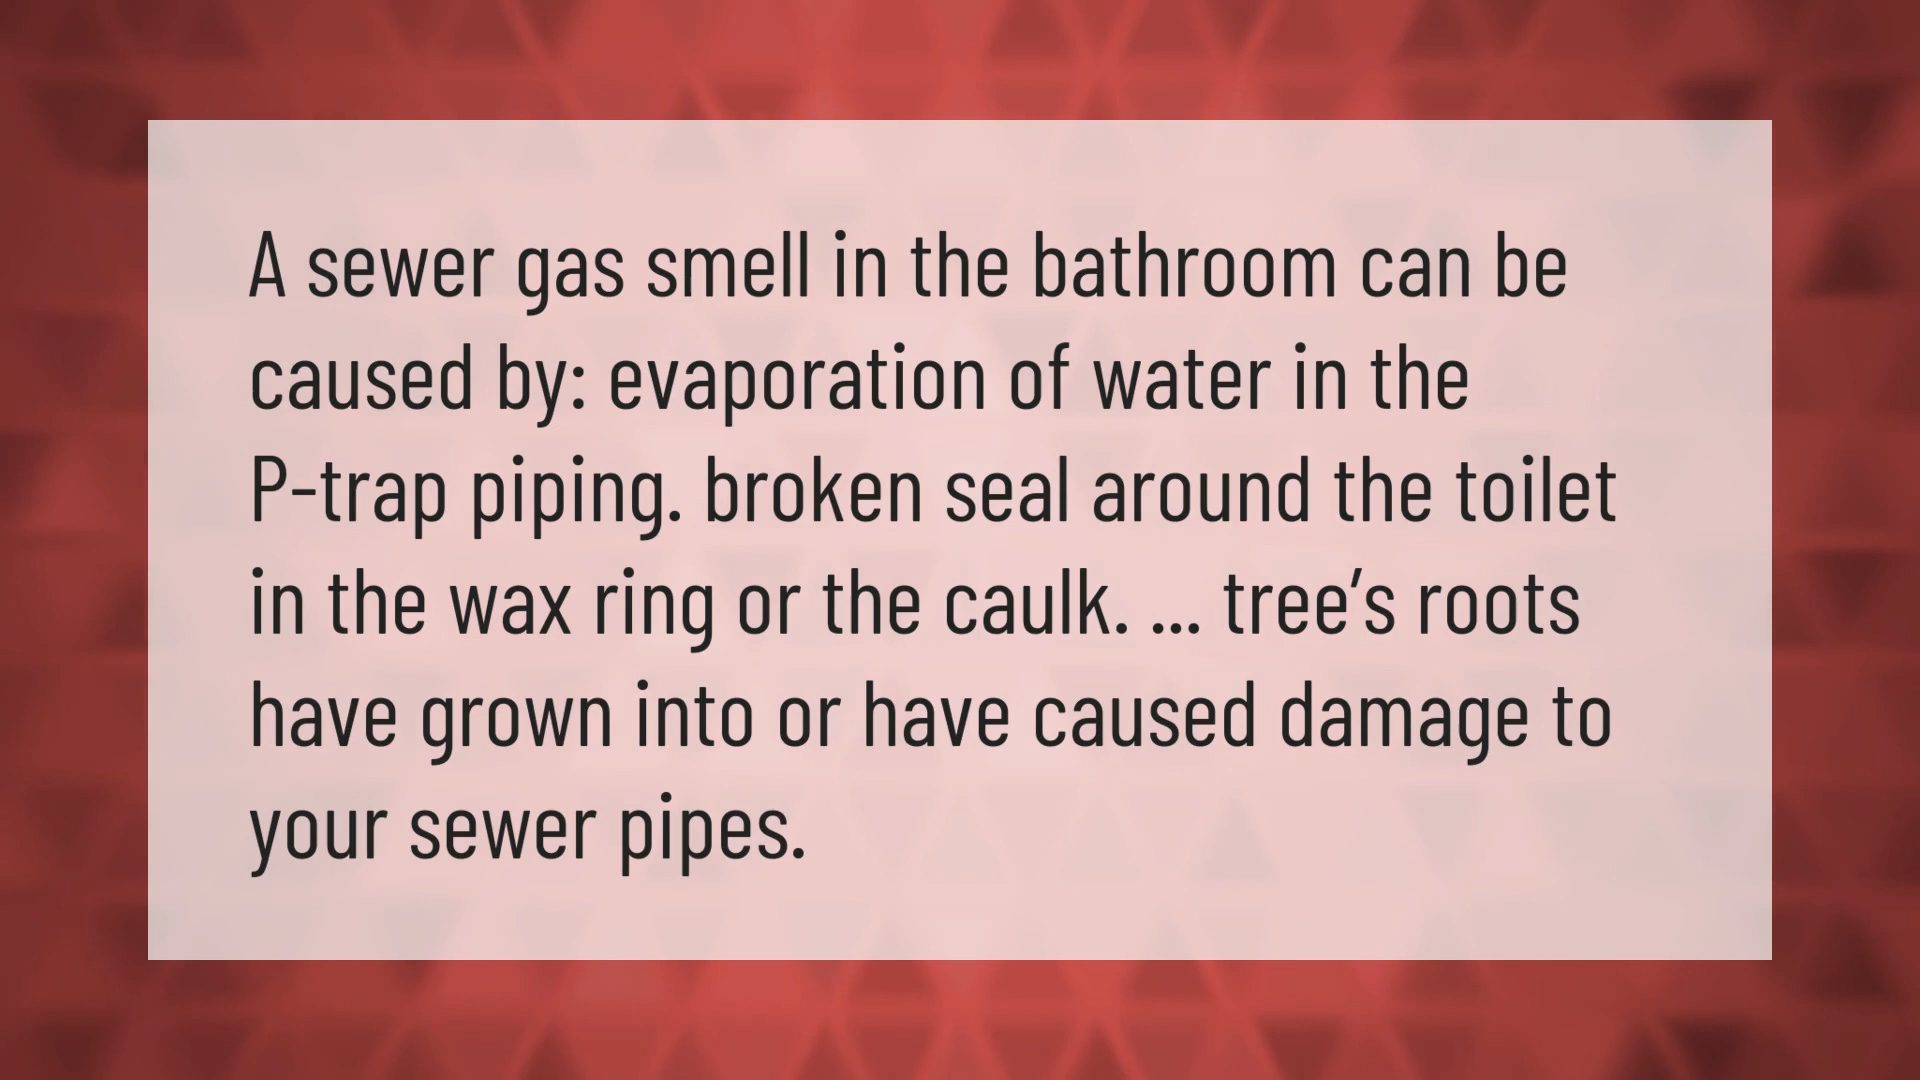 A sewer gas smell in the bathroom can be
caused by: evaporation of water in the
P-trap piping. broken seal around the toilet
in the wax ring or the caulk. ... tree’s roots
have grown into or have caused damage to
your sewer pipes.